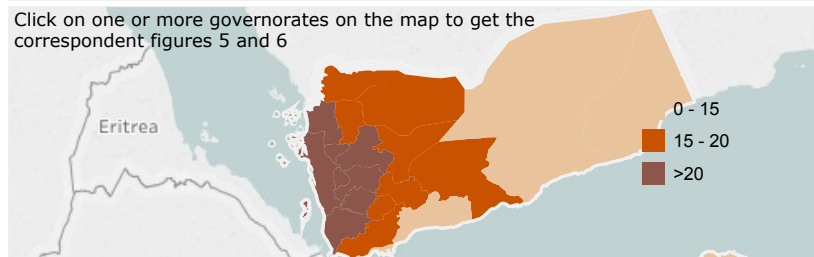 Click on one or more governorates on the map to get the
correspondent figures 5 and 6
Eritrea
0 - 15
15 - 20
>20